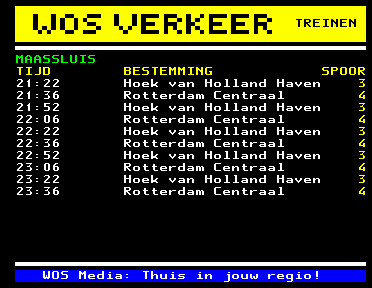 WOS VERKEER TREINEN
MAASSLUIS
TIJD BESTEMMING SPOOR
21:22 Hoek van Holland Haven 3
21:36 Rotterdam Centraal 4
21:52 Hoek van Holland Haven 3
22:06 Rotterdam Centraal 4
22:22 Hoek van Holland Haven 3
22:36 Rotterdam Centraal 4
22:52 Hoek van Holland Haven 3
23:06 Rotterdam Centraal 4
23:22 Hoek van Holland Haven 3
23:36 Rotterdam Centraal 4
WOS Media: Thuis in jouw regio!